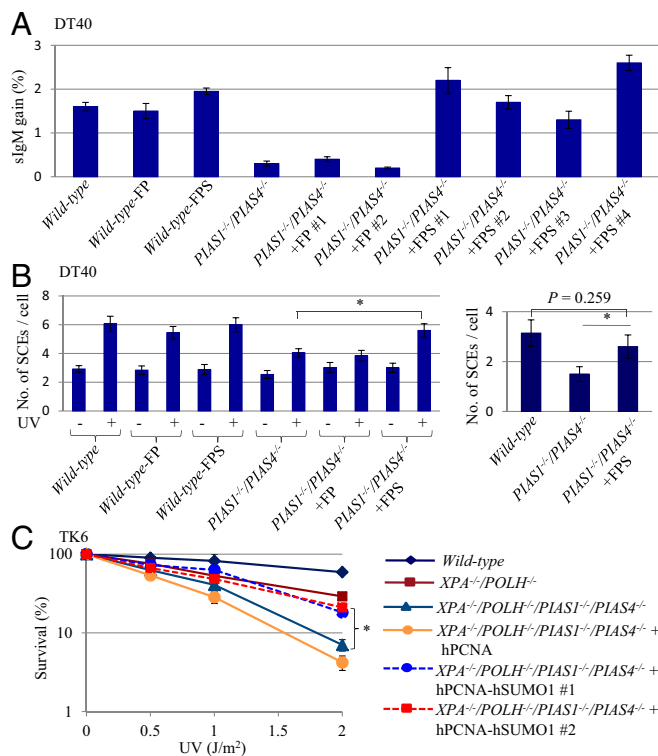 A
DT40
3
2
1
0
sIgM gain (%)
Wild-type
Wild-type-FP
Wild-type-FPS
PIAS1-/-/PIAS4-/-
PIAS1-/-/PIAS4-/- +FP #1
PIAS1-/-/PIAS4-/- +FP #2
PIAS1-/-/PIAS4-/- +FPS #1
PIAS1-/-/PIAS4-/- +FPS #2
PIAS1-/-/PIAS4-/- +FPS #3
PIAS1-/-/PIAS4-/- +FPS #4
B
DT40
8
6
4
2
0
No. of SCEs / cell
*
UV - + - + - + - + - + - +
Wild-type
Wild-type-FP
Wild-type-FPS
PIAS1-/-/PIAS4-/-
PIAS1-/-/PIAS4-/- +FP
PIAS1-/-/PIAS4-/- +FPS
4
2
0
No. of SCEs / cell
P = 0.259
*
Wild-type
PIAS1-/-/PIAS4-/-
PIAS1-/-/PIAS4-/- +FPS
C
TK6
100
10
1
Survival (%)
0 0.5 1 2
UV (J/m²)
*
Wild-type
XPA-/-/POLH-/-
XPA-/-/POLH-/-/PIAS1-/-/PIAS4-/-
XPA-/-/POLH-/-/PIAS1-/-/PIAS4-/- +
hPCNA
XPA-/-/POLH-/-/PIAS1-/-/PIAS4-/- +
hPCNA-hSUMO1 #1
XPA-/-/POLH-/-/PIAS1-/-/PIAS4-/- +
hPCNA-hSUMO1 #2